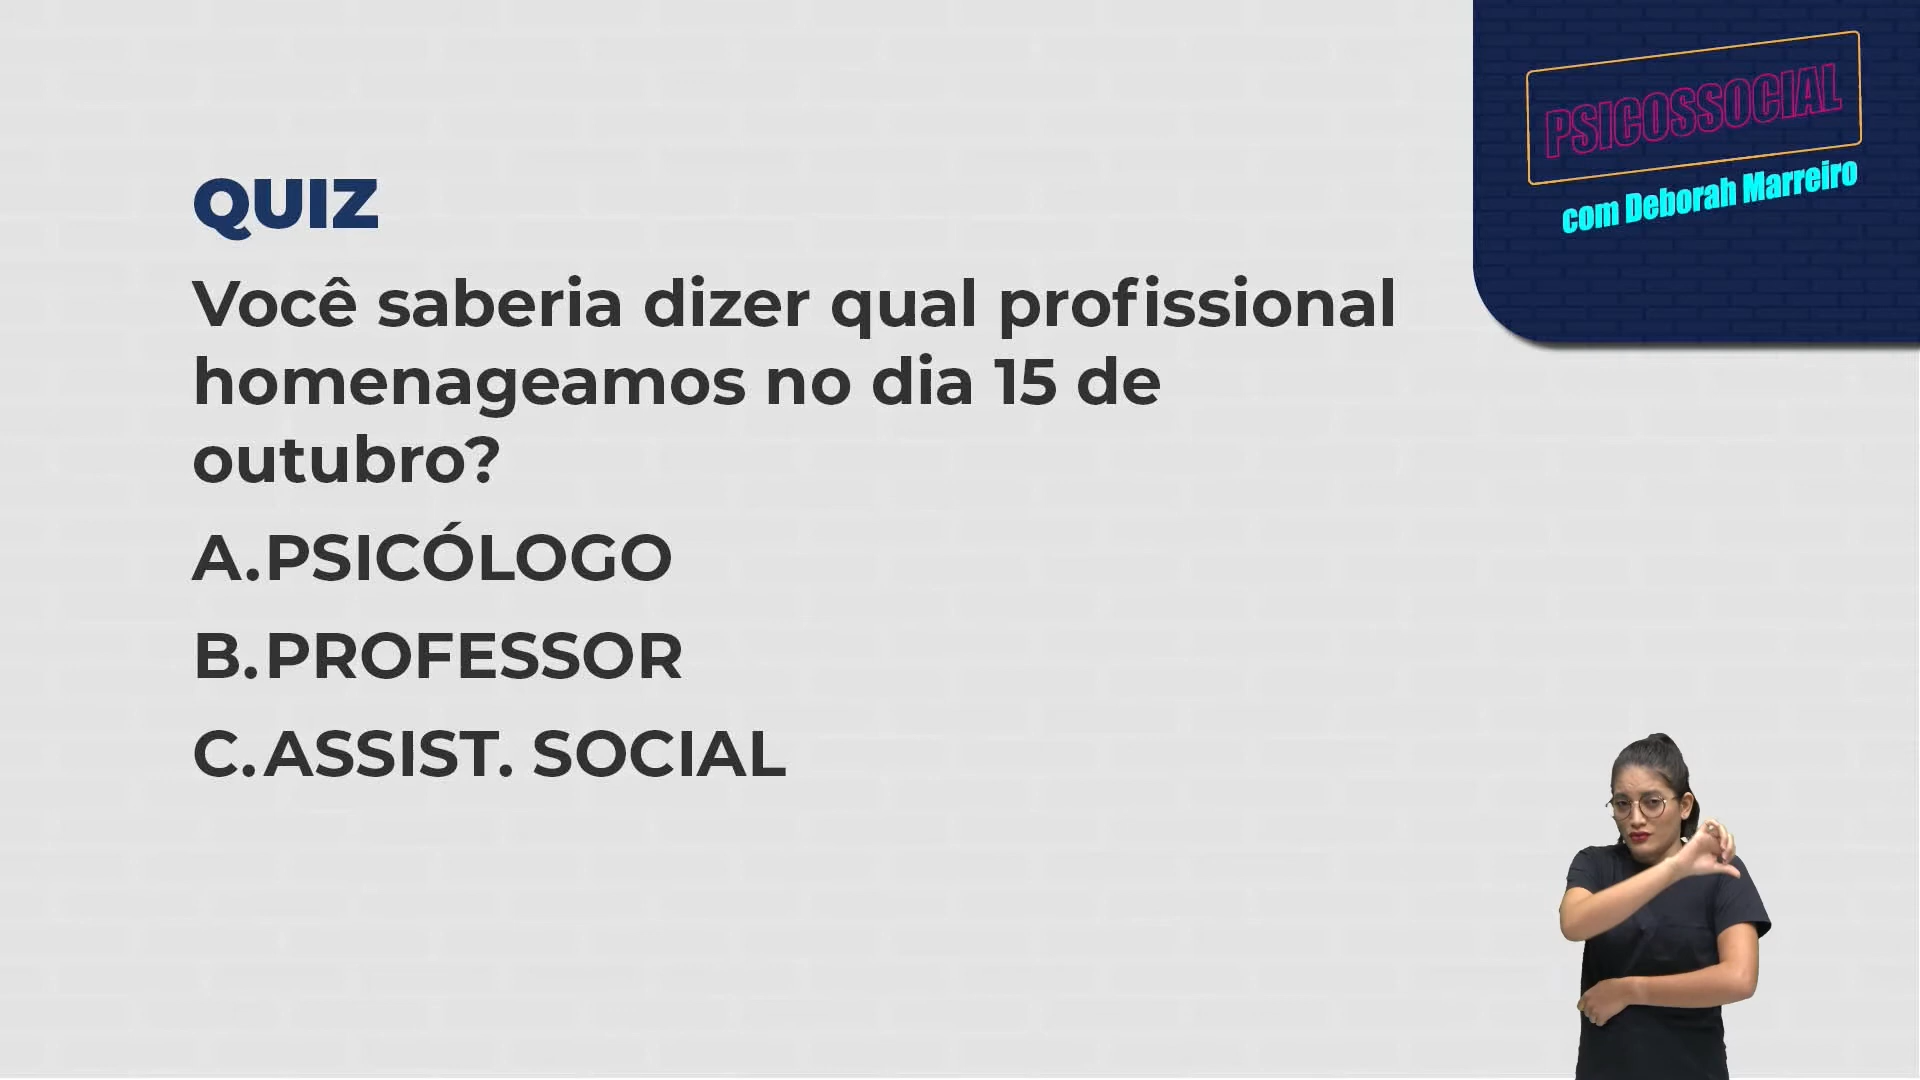 PSICOSSOCIAL
com Deborah Marreiro
QUIZ
Você saberia dizer qual profissional
homenageamos no dia 15 de
outubro?
A.PSICÓLOGO
B.PROFESSOR
C.ASSIST. SOCIAL